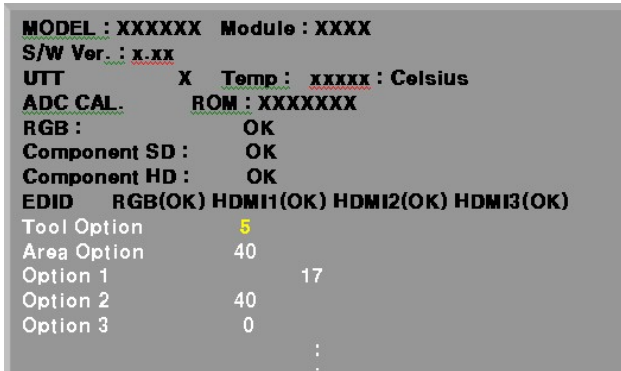 MODEL : XXXXXX Module : XXXX
S/W Ver. : x.xx
UTT X Temp : xxxxx : Celsius
ADC CAL. ROM : XXXXXXX
RGB : OK
Component SD : OK
Component HD : OK
EDID RGB(OK) HDMI1(OK) HDMI2(OK) HDMI3(OK)
Tool Option 5
Area Option 40
Option 1 17
Option 2 40
Option 3 0
:
: